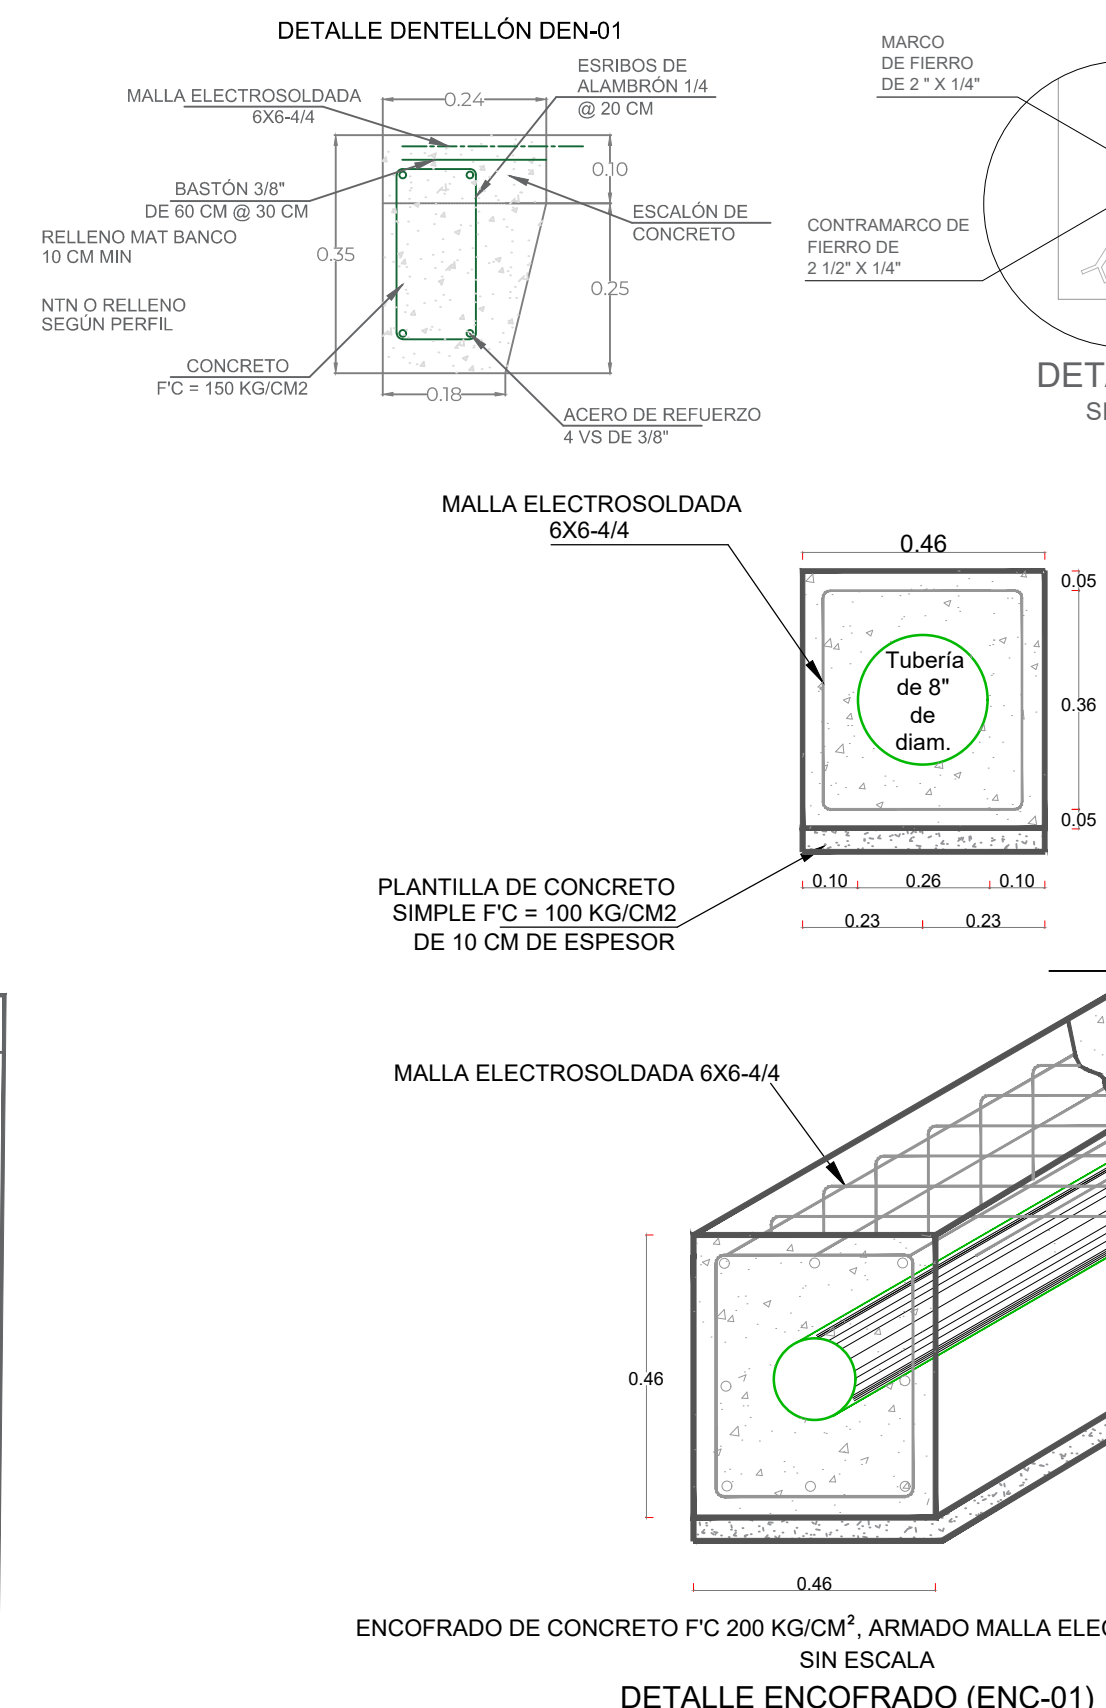 DETALLE DENTELLÓN DEN-01
MALLA ELECTROSOLDADA
6X6-4/4
ESRIBOS DE
ALAMBRÓN 1/4
@ 20 CM
0.24
0.10
BASTÓN 3/8"
DE 60 CM @ 30 CM
RELLENO MAT BANCO
10 CM MIN
ESCALÓN DE
CONCRETO
0.35
0.25
NTN O RELLENO
SEGÚN PERFIL
CONCRETO
F'C = 150 KG/CM2
0.18
ACERO DE REFUERZO
4 VS DE 3/8"
MARCO
DE FIERRO
DE 2 " X 1/4"
CONTRAMARCO DE
FIERRO DE
2 1/2" X 1/4"
MALLA ELECTROSOLDADA
6X6-4/4
0.46
0.05
Tubería
de 8"
de
diam.
0.36
0.05
0.10 0.26 0.10
0.23 0.23
PLANTILLA DE CONCRETO
SIMPLE F'C = 100 KG/CM2
DE 10 CM DE ESPESOR
MALLA ELECTROSOLDADA 6X6-4/4
0.46
0.46
ENCOFRADO DE CONCRETO F'C 200 KG/CM², ARMADO MALLA
SIN ESCALA
DETALLE ENCOFRADO (ENC-01)